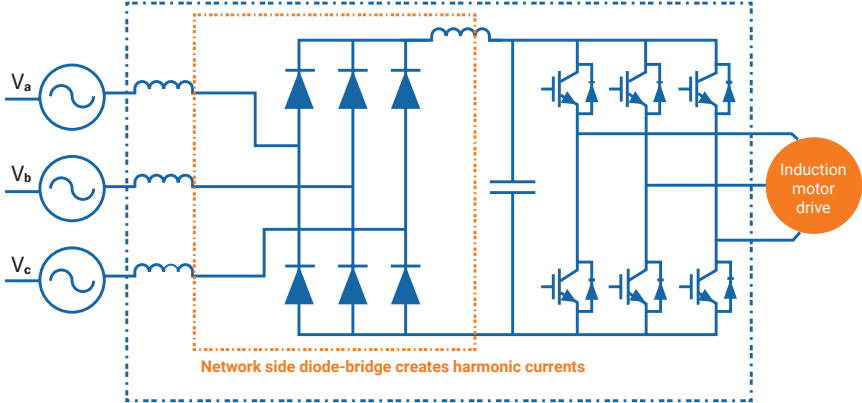 Va
Vb
Vc
Induction
motor
drive
Network side diode-bridge creates harmonic currents